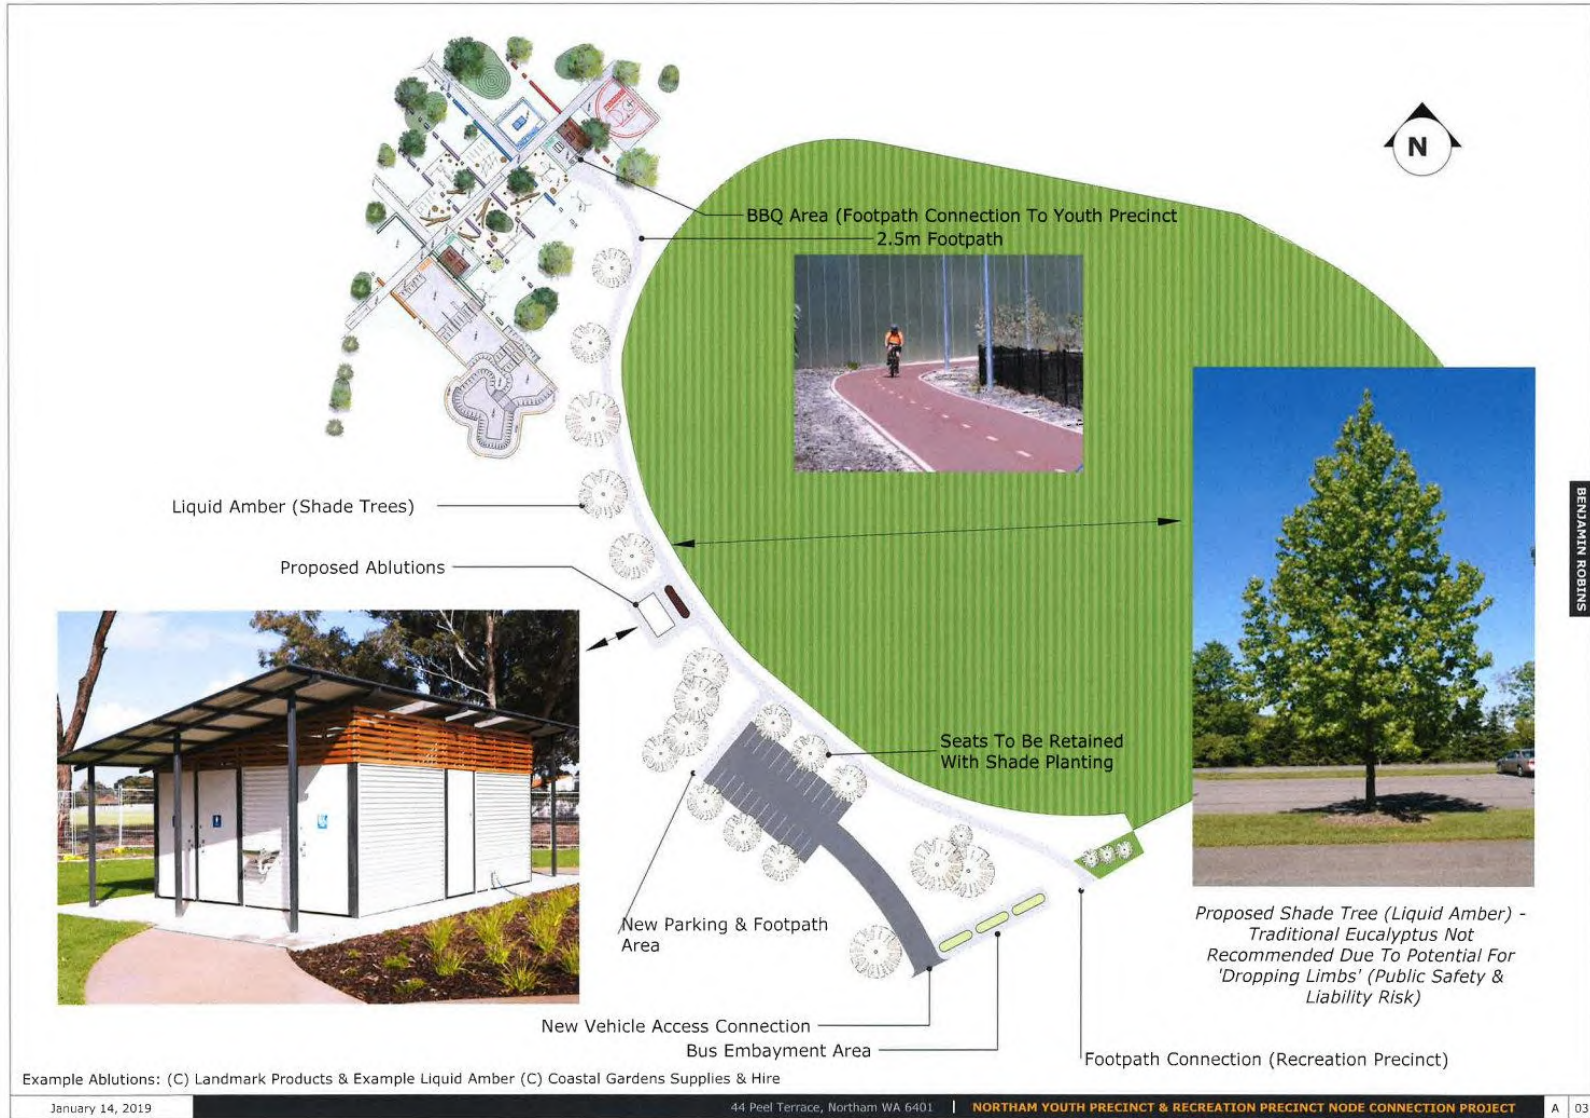 N
BBQ Area (Footpath Connection To Youth Precinct
2.5m Footpath
Liquid Amber (Shade Trees)
Proposed Ablutions
Seats To Be Retained
With Shade Planting
New Parking & Footpath
Area
Proposed Shade Tree (Liquid Amber) -
Traditional Eucalyptus Not
Recommended Due To Potential For
'Dropping Limbs' (Public Safety &
Liability Risk)
New Vehicle Access Connection
Bus Embayment Area
Footpath Connection (Recreation Precinct)
Example Ablutions: (C) Landmark Products & Example Liquid Amber (C) Coastal Gardens Supplies & Hire
BENJAMIN ROBINS
January 14, 2019
44 Peel Terrace, Northam WA 6401 | NORTHAM YOUTH PRECINCT & RECREATION PRECINCT NODE CONNECTION PROJECT
A 03